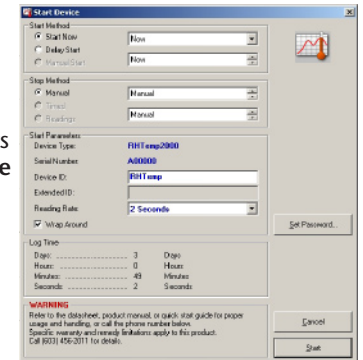 Start Device
Start Method
Start Now
Now
Delay Start
Manual Start
Now
Stop Method
Manual
Manual
Timed
Readings
Manual
s
e
Start Parameters
Device Type:
RHTemp2000
Serial Number:
A00000
Device ID:
RHTemp
Extended ID:
Reading Rate:
2 Seconds
Wrap Around
Set Password...
Log Time
Days: 3 Days
Hours: 0 Hours
Minutes: 49 Minutes
Seconds: 2 Seconds
WARNING
Refer to the datasheet, product manual, or quick start guide for proper
usage and handling, or call the phone number below.
Specific warranty and remedy limitations apply to this product.
Call (603) 456-2011 for details.
Cancel
Start